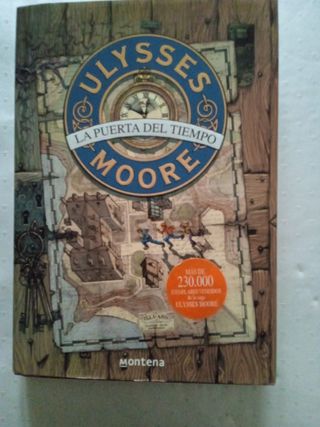 ULYSSES
LA PUERTA DEL TIEMPO
MOORE
MÁS DE
230.000
EJEMPLARES VENDIDOS
de la saga
ULYSSES MOORE
montena